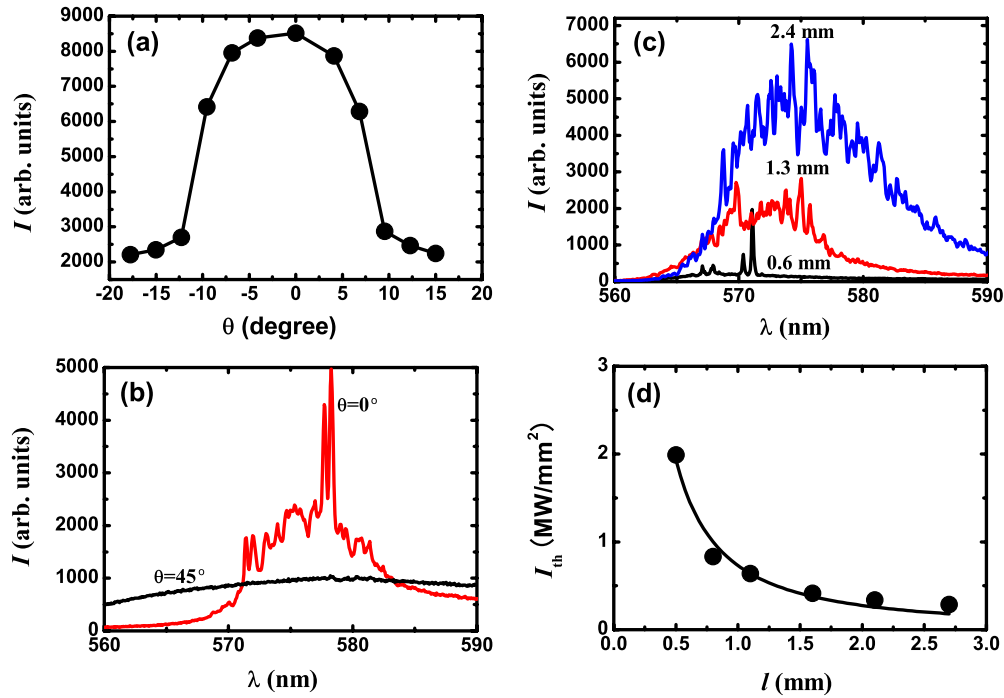 (a)
I (arb. units)
9000
8000
7000
6000
5000
4000
3000
2000
-20 -15 -10 -5 0 5 10 15 20
θ (degree)
(c)
2.4 mm
1.3 mm
0.6 mm
I (arb. units)
7000
6000
5000
4000
3000
2000
1000
0
560 570 580 590
λ (nm)
(b)
θ=0°
θ=45°
I (arb. units)
5000
4000
3000
2000
1000
0
560 570 580 590
λ (nm)
(d)
I_th (MW/mm²)
3
2
1
0
0.0 0.5 1.0 1.5 2.0 2.5 3.0
l (mm)